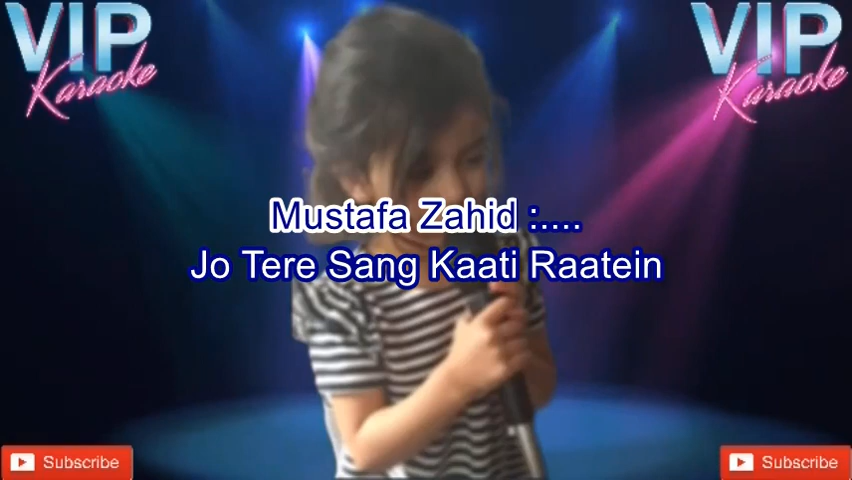 VIP VIP
Karaoke Karaoke
Mustafa Zahid :....
Jo Tere Sang Kaati Raatein
Subscribe Subscribe